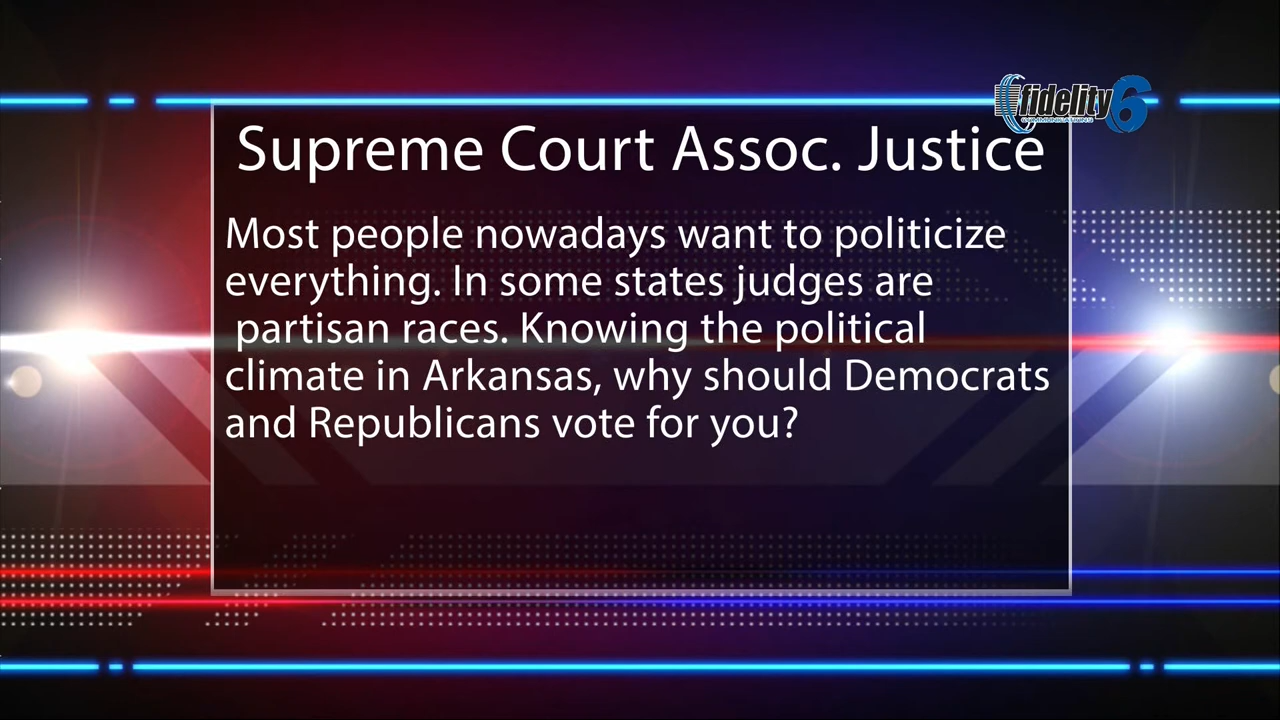 fidelity 6
COMMUNICATIONS
Supreme Court Assoc. Justice
Most people nowadays want to politicize
everything. In some states judges are
partisan races. Knowing the political
climate in Arkansas, why should Democrats
and Republicans vote for you?